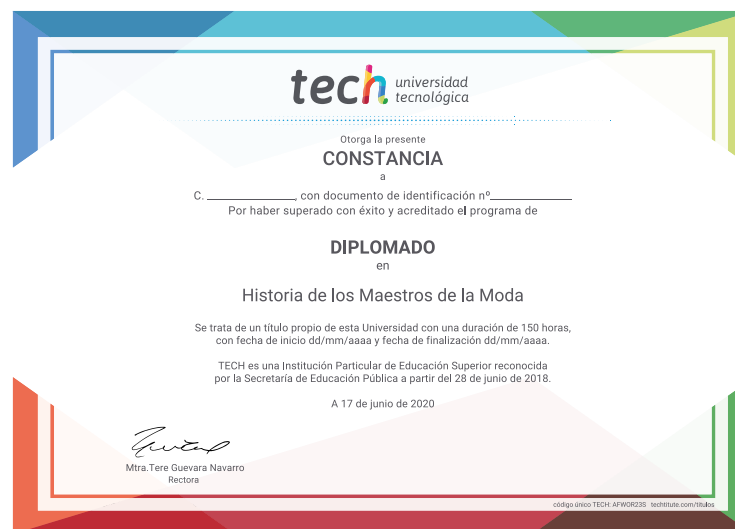 tech universidad
tecnológica
Otorga la presente
CONSTANCIA
a
C. ______________, con documento de identificación nº_____________
Por haber superado con éxito y acreditado el programa de
DIPLOMADO
en
Historia de los Maestros de la Moda
Se trata de un título propio de esta Universidad con una duración de 150 horas,
con fecha de inicio dd/mm/aaaa y fecha de finalización dd/mm/aaaa.
TECH es una Institución Particular de Educación Superior reconocida
por la Secretaría de Educación Pública a partir del 28 de junio de 2018.
A 17 de junio de 2020
Mtra.Tere Guevara Navarro
Rectora
código único TECH: AFWOR23S techtitute.com/titulos